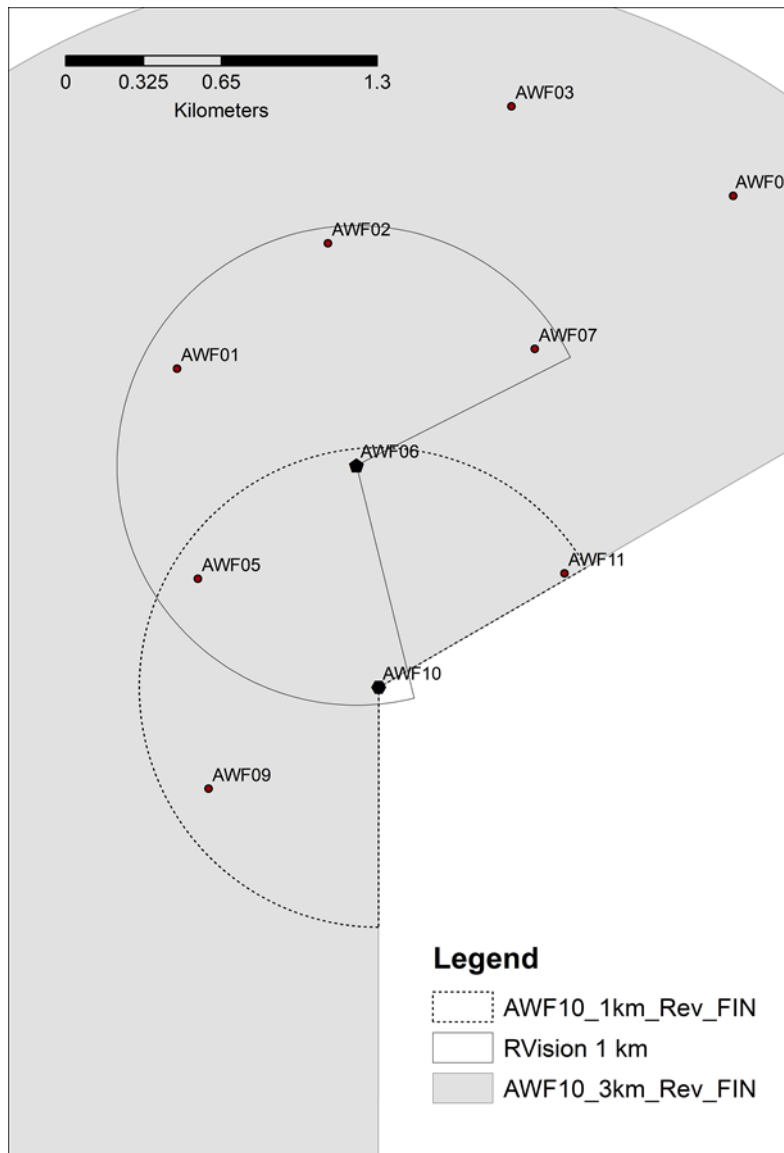 0 0.325 0.65 1.3
Kilometers
AWF03
AWF0
AWF02
AWF07
AWF01
AWF06
AWF05
AWF11
AWF10
AWF09
Legend
AWF10_1km_Rev_FIN
RVision 1 km
AWF10_3km_Rev_FIN